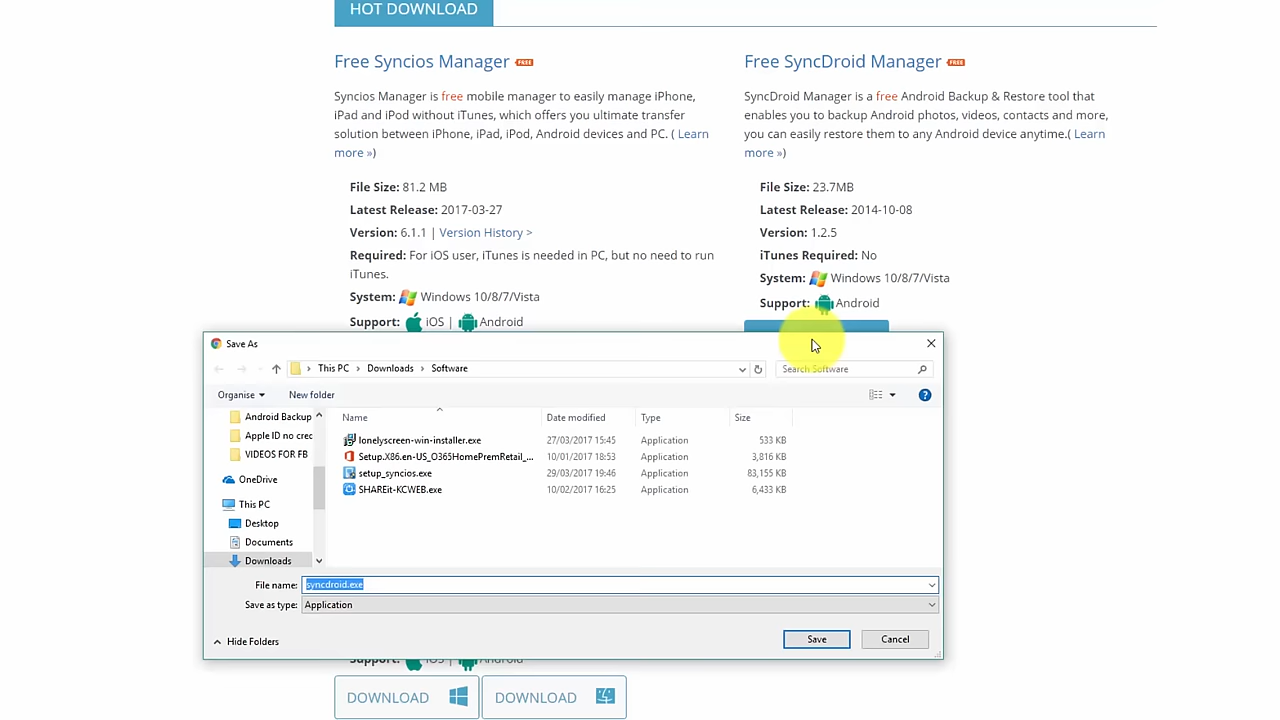 HOT DOWNLOAD
Free Syncios Manager FREE
Syncios Manager is free mobile manager to easily manage iPhone,
iPad and iPod without iTunes, which offers you ultimate transfer
solution between iPhone, iPad, iPod, Android devices and PC. ( Learn
more »)
File Size: 81.2 MB
Latest Release: 2017-03-27
Version: 6.1.1 | Version History >
Required: For iOS user, iTunes is needed in PC, but no need to run
iTunes.
System: Windows 10/8/7/Vista
Support: iOS | Android
Free SyncDroid Manager FREE
SyncDroid Manager is a free Android Backup & Restore tool that
enables you to backup Android photos, videos, contacts and more,
you can easily restore them to any Android device anytime.( Learn
more »)
File Size: 23.7MB
Latest Release: 2014-10-08
Version: 1.2.5
iTunes Required: No
System: Windows 10/8/7/Vista
Support: Android
Save As
This PC > Downloads > Software
Search Software
Organise
New folder
Android Backup
Apple ID no crec
VIDEOS FOR FB
OneDrive
This PC
Desktop
Documents
Downloads
Name Date modified Type Size
lonelyscreen-win-installer.exe 27/03/2017 15:45 Application 533 KB
Setup.X86.en-US_O365HomePremRetail_... 10/01/2017 18:53 Application 3,816 KB
setup_syncios.exe 29/03/2017 19:46 Application 83,155 KB
SHAREit-KCWEB.exe 10/02/2017 16:25 Application 6,433 KB
File name: syncdroid.exe
Save as type: Application
Hide Folders
Save
Cancel
Support: iOS | Android
DOWNLOAD
DOWNLOAD